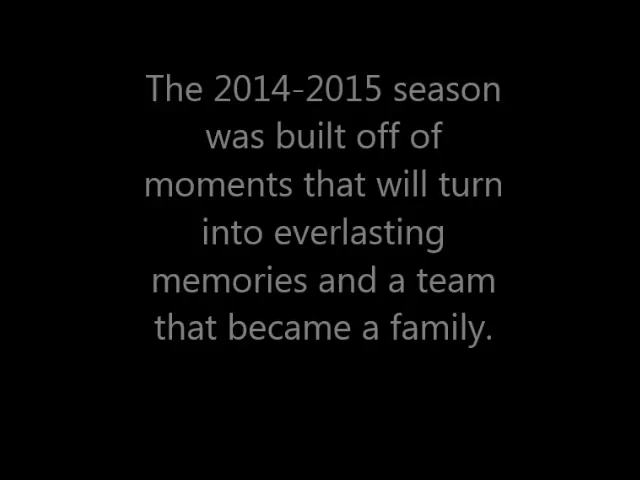 The 2014-2015 season
was built off of
moments that will turn
into everlasting
memories and a team
that became a family.